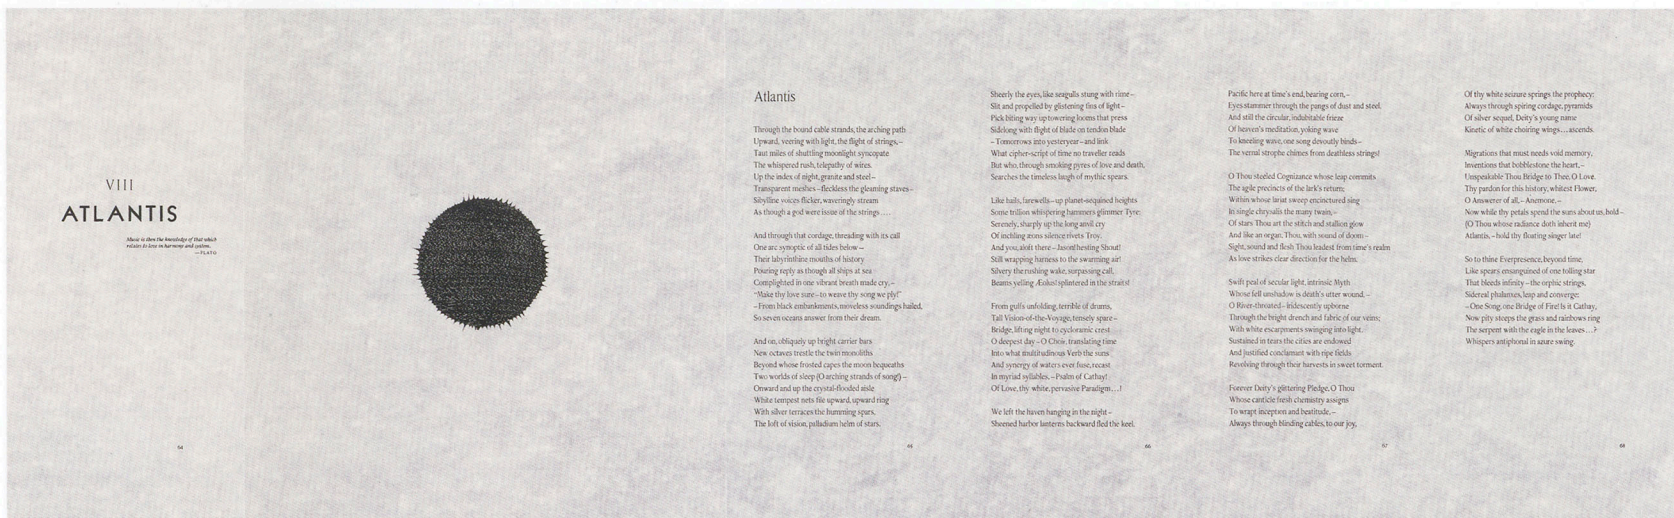 VIII
ATLANTIS
Music is then the knowledge of that which
relates to love in harmony and system.
—PLATO
64
Atlantis
Through the bound cable strands, the arching path
Upward, veering with light, the flight of strings,–
Taut miles of shuttling moonlight syncopate
The whispered rush, telepathy of wires.
Up the index of night, granite and steel–
Transparent meshes–fleckless the gleaming staves–
Sibylline voices flicker, waveringly stream
As though a god were issue of the strings....
And through that cordage, threading with its call
One arc synoptic of all tides below–
Their labyrinthine mouths of history
Pouring reply as though all ships at sea
Complighted in one vibrant breath made cry,–
“Make thy love sure–to weave thy song we ply!”
–From black embankments, moveless soundings hailed,
So seven oceans answer from their dream.
And on, obliquely up bright carrier bars
New octaves trestle the twin monoliths
Beyond whose frosted capes the moon bequeaths
Two worlds of sleep (O arching strands of song!)–
Onward and up the crystal-flooded aisle
White tempest nets file upward, upward ring
With silver terraces the humming spars,
The loft of vision, palladium helm of stars.
65
Sheerly the eyes, like seagulls stung with rime–
Slit and propelled by glistening fins of light–
Pick biting way up towering looms that press
Sidelong with flight of blade on tendon blade
–Tomorrows into yesteryear–and link
What cipher-script of time no traveller reads
But who, through smoking pyres of love and death,
Searches the timeless laugh of mythic spears.
Like hails, farewells–up planet-sequined heights
Some trillion whispering hammers glimmer Tyre:
Serenely, sharply up the long anvil cry
Of inchling æons silence rivets Troy.
And you, aloft there–Jason! hesting Shout!
Still wrapping harness to the swarming air!
Silvery the rushing wake, surpassing call,
Beams yelling Æolus! splintered in the straits!
From gulfs unfolding, terrible of drums,
Tall Vision-of-the-Voyage, tensely spare–
Bridge, lifting night to cycloramic crest
Of deepest day–O Choir, translating time
Into what multitudinous Verb the suns
And synergy of waters ever fuse, recast
In myriad syllables,–Psalm of Cathay!
Of Love, thy white, pervasive Paradigm...!
We left the haven hanging in the night–
Sheened harbor lanterns backward fled the keel.
66
Pacific here at time's end, bearing corn,–
Eyes stammer through the pangs of dust and steel.
And still the circular, indubitable frieze
Of heaven's meditation, yoking wave
To kneeling wave, one song devoutly binds–
The vernal strophe chimes from deathless strings!
O Thou steeled Cognizance whose leap commits
The agile precincts of the lark's return;
Within whose lariat sweep encinctured sing
In single chrysalis the many twain,–
Of stars Thou art the stitch and stallion glow
And like an organ, Thou, with sound of doom–
Sight, sound and flesh Thou leadest from time's realm
As love strikes clear direction for the helm.
Swift peal of secular light, intrinsic Myth
Whose fell unshadow is death's utter wound,–
O River-throated–iridescently upborne
Through the bright drench and fabric of our veins;
With white escarpments swinging into light,
Sustained in tears the cities are endowed
And justified conclamant with ripe fields
Revolving through their harvests in sweet torment.
Forever Deity's glittering Pledge, O Thou
Whose canticle fresh chemistry assigns
To wrapt inception and beatitude,–
Always through blinding cables, to our joy,
67
Of thy white seizure springs the prophecy:
Always through spiring cordage, pyramids
Of silver sequel, Deity's young name
Kinetic of white choiring wings...ascends.
Migrations that must needs void memory,
Inventions that cobblestone the heart,–
Unspeakable Thou Bridge to Thee, O Love.
Thy pardon for this history, whitest Flower,
O Answerer of all,–Anemone,–
Now while thy petals spend the suns about us, hold–
(O Thou whose radiance doth inherit me)
Atlantis,–hold thy floating singer late!
So to thine Everpresence, beyond time,
Like spears ensanguined of one tolling star
That bleeds infinity–the orphic strings,
Sidereal phalanxes, leap and converge:
–One Song, one Bridge of Fire! Is it Cathay,
Now pity steeps the grass and rainbows ring
The serpent with the eagle in the leaves...?
Whispers antiphonal in azure swing.
68